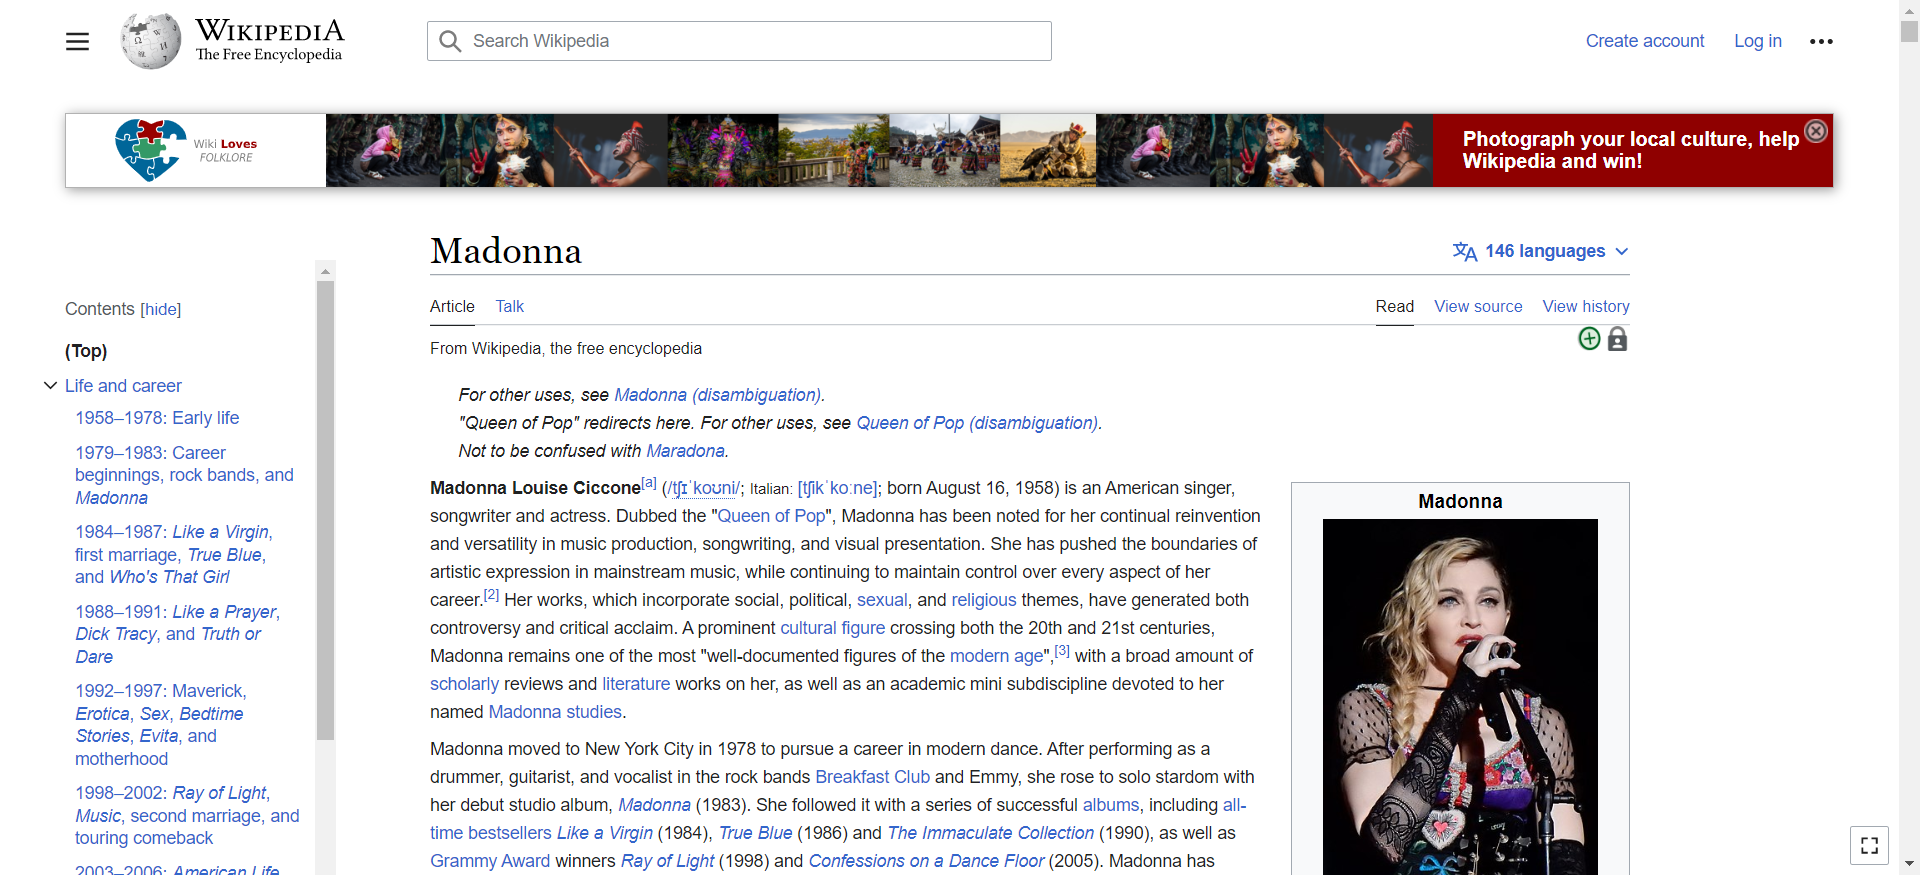 WIKIPEDIA
The Free Encyclopedia
Search Wikipedia
Create account
Log in
Wiki Loves
FOLKLORE
Photograph your local culture, help
Wikipedia and win!
Madonna
146 languages
Contents [hide]
(Top)
Life and career
1958–1978: Early life
1979–1983: Career
beginnings, rock bands, and
Madonna
1984–1987: Like a Virgin,
first marriage, True Blue,
and Who's That Girl
1988–1991: Like a Prayer,
Dick Tracy, and Truth or
Dare
1992–1997: Maverick,
Erotica, Sex, Bedtime
Stories, Evita, and
motherhood
1998–2002: Ray of Light,
Music, second marriage, and
touring comeback
2003–2006: American Life
Article
Talk
Read
View source
View history
From Wikipedia, the free encyclopedia
For other uses, see Madonna (disambiguation).
"Queen of Pop" redirects here. For other uses, see Queen of Pop (disambiguation).
Not to be confused with Maradona.
Madonna Louise Ciccone[a] (/tʃɪˈkoʊni/; Italian: [tʃikˈkoːne]; born August 16, 1958) is an American singer,
songwriter and actress. Dubbed the "Queen of Pop", Madonna has been noted for her continual reinvention
and versatility in music production, songwriting, and visual presentation. She has pushed the boundaries of
artistic expression in mainstream music, while continuing to maintain control over every aspect of her
career.[2] Her works, which incorporate social, political, sexual, and religious themes, have generated both
controversy and critical acclaim. A prominent cultural figure crossing both the 20th and 21st centuries,
Madonna remains one of the most "well-documented figures of the modern age",[3] with a broad amount of
scholarly reviews and literature works on her, as well as an academic mini subdiscipline devoted to her
named Madonna studies.
Madonna moved to New York City in 1978 to pursue a career in modern dance. After performing as a
drummer, guitarist, and vocalist in the rock bands Breakfast Club and Emmy, she rose to solo stardom with
her debut studio album, Madonna (1983). She followed it with a series of successful albums, including all-
time bestsellers Like a Virgin (1984), True Blue (1986) and The Immaculate Collection (1990), as well as
Grammy Award winners Ray of Light (1998) and Confessions on a Dance Floor (2005). Madonna has
Madonna